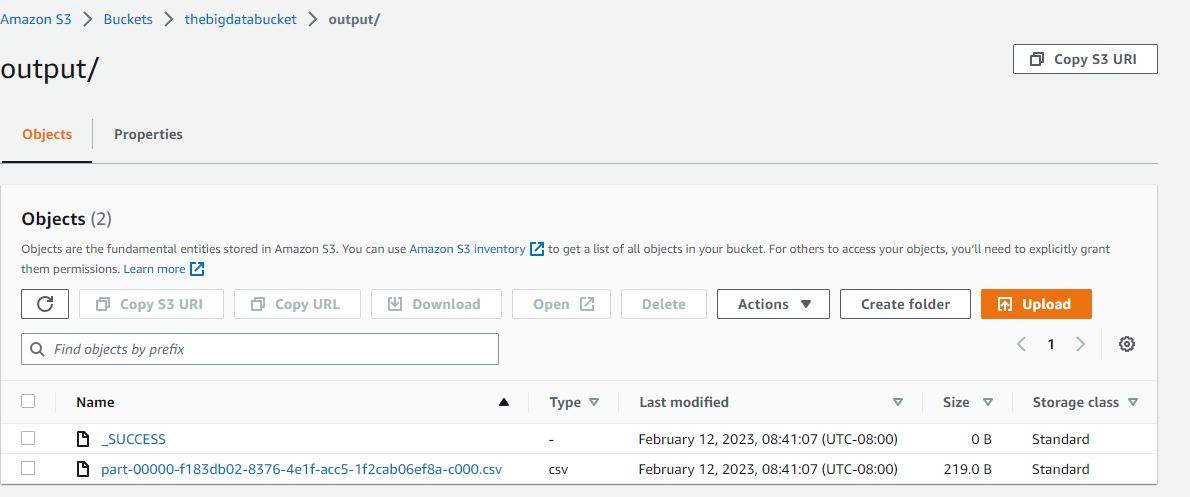 Amazon S3 > Buckets > thebigdatabucket > output/
output/
Copy S3 URI
Objects
Properties
Objects (2)
Objects are the fundamental entities stored in Amazon S3. You can use Amazon S3 inventory to get a list of all objects in your bucket. For others to access your objects, you'll need to explicitly grant
them permissions. Learn more
Copy S3 URI Copy URL Download Open Delete Actions Create folder Upload
Find objects by prefix
1
Name Type Last modified Size Storage class
_SUCCESS - February 12, 2023, 08:41:07 (UTC-08:00) 0 B Standard
part-00000-f183db02-8376-4e1f-acc5-1f2cab06ef8a-c000.csv csv February 12, 2023, 08:41:07 (UTC-08:00) 219.0 B Standard